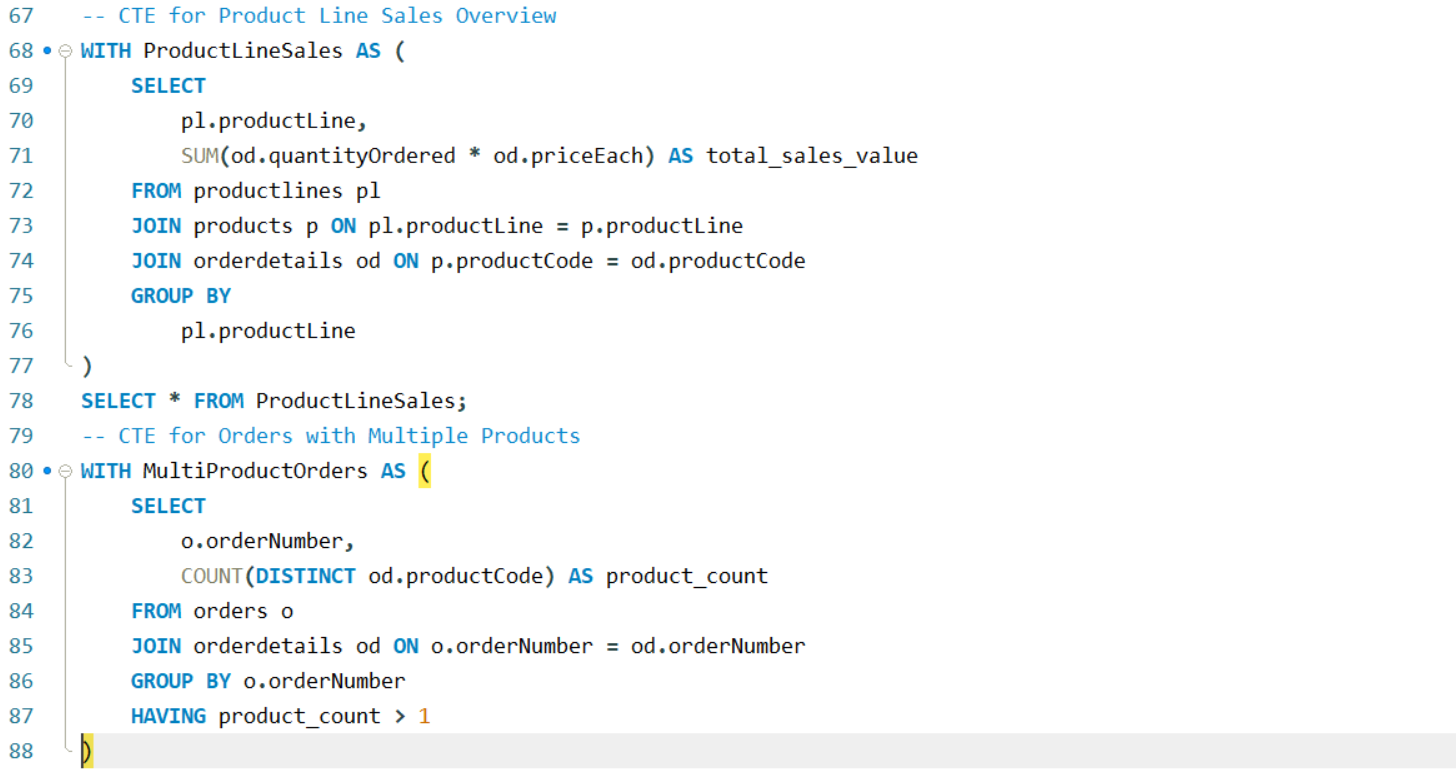 67 -- CTE for Product Line Sales Overview
68 WITH ProductLineSales AS (
69 SELECT
70 pl.productLine,
71 SUM(od.quantityOrdered * od.priceEach) AS total_sales_value
72 FROM productlines pl
73 JOIN products p ON pl.productLine = p.productLine
74 JOIN orderdetails od ON p.productCode = od.productCode
75 GROUP BY
76 pl.productLine
77 )
78 SELECT * FROM ProductLineSales;
79 -- CTE for Orders with Multiple Products
80 WITH MultiProductOrders AS (
81 SELECT
82 o.orderNumber,
83 COUNT(DISTINCT od.productCode) AS product_count
84 FROM orders o
85 JOIN orderdetails od ON o.orderNumber = od.orderNumber
86 GROUP BY o.orderNumber
87 HAVING product_count > 1
88 )